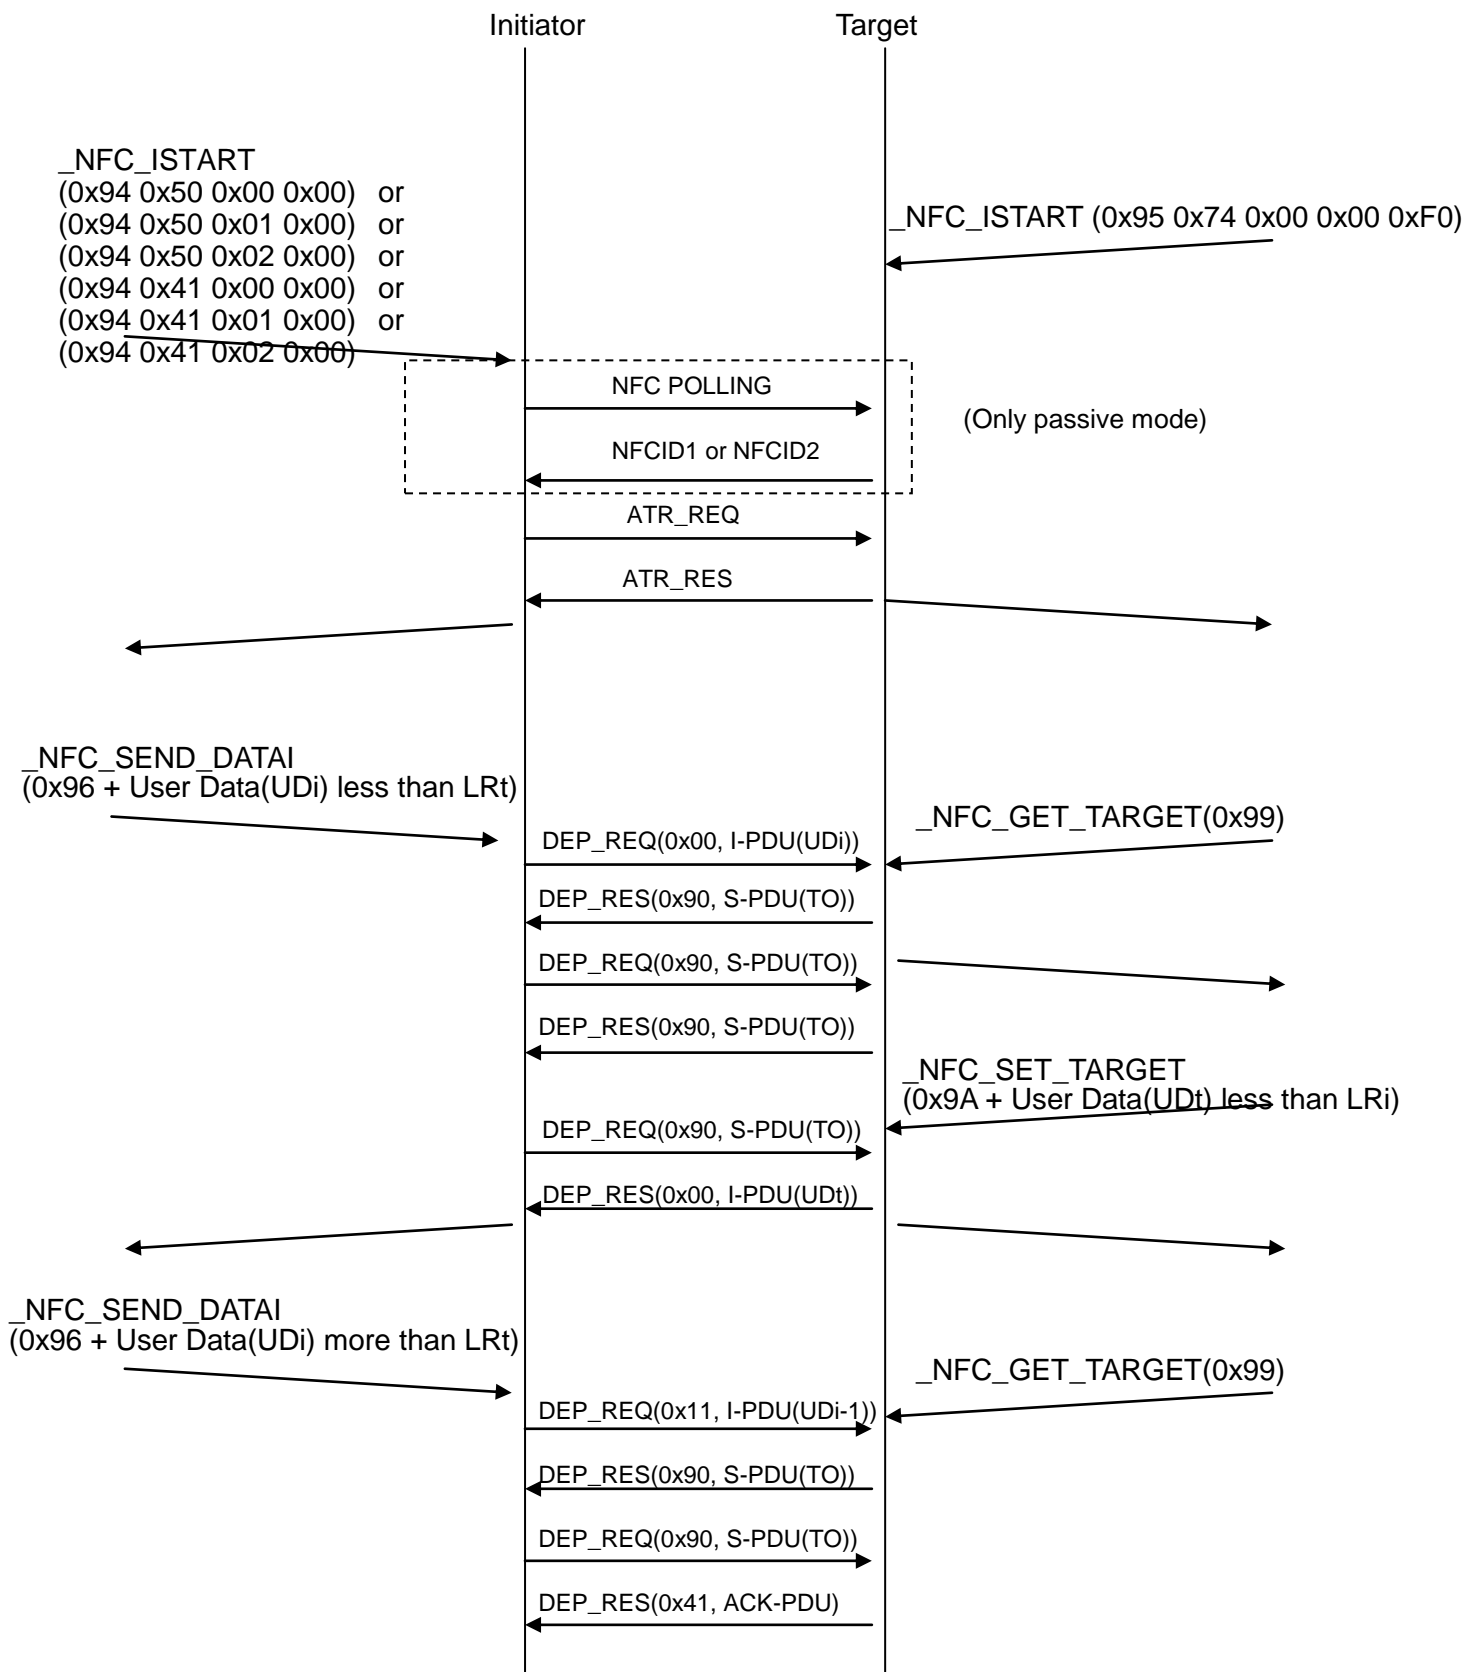 Initiator
Target
_NFC_ISTART
(0x94 0x50 0x00 0x00) or
(0x94 0x50 0x01 0x00) or
(0x94 0x50 0x02 0x00) or
(0x94 0x41 0x00 0x00) or
(0x94 0x41 0x01 0x00) or
(0x94 0x41 0x02 0x00)
_NFC_ISTART (0x95 0x74 0x00 0x00 0xF0)
NFC POLLING
(Only passive mode)
NFCID1 or NFCID2
ATR_REQ
ATR_RES
_NFC_SEND_DATAI
(0x96 + User Data(UDi) less than LRt)
_NFC_GET_TARGET(0x99)
DEP_REQ(0x00, I-PDU(UDi))
DEP_RES(0x90, S-PDU(TO))
DEP_REQ(0x90, S-PDU(TO))
DEP_RES(0x90, S-PDU(TO))
_NFC_SET_TARGET
(0x9A + User Data(UDt) less than LRi)
DEP_REQ(0x90, S-PDU(TO))
DEP_RES(0x00, I-PDU(UDt))
_NFC_SEND_DATAI
(0x96 + User Data(UDi) more than LRt)
_NFC_GET_TARGET(0x99)
DEP_REQ(0x11, I-PDU(UDi-1))
DEP_RES(0x90, S-PDU(TO))
DEP_REQ(0x90, S-PDU(TO))
DEP_RES(0x41, ACK-PDU)